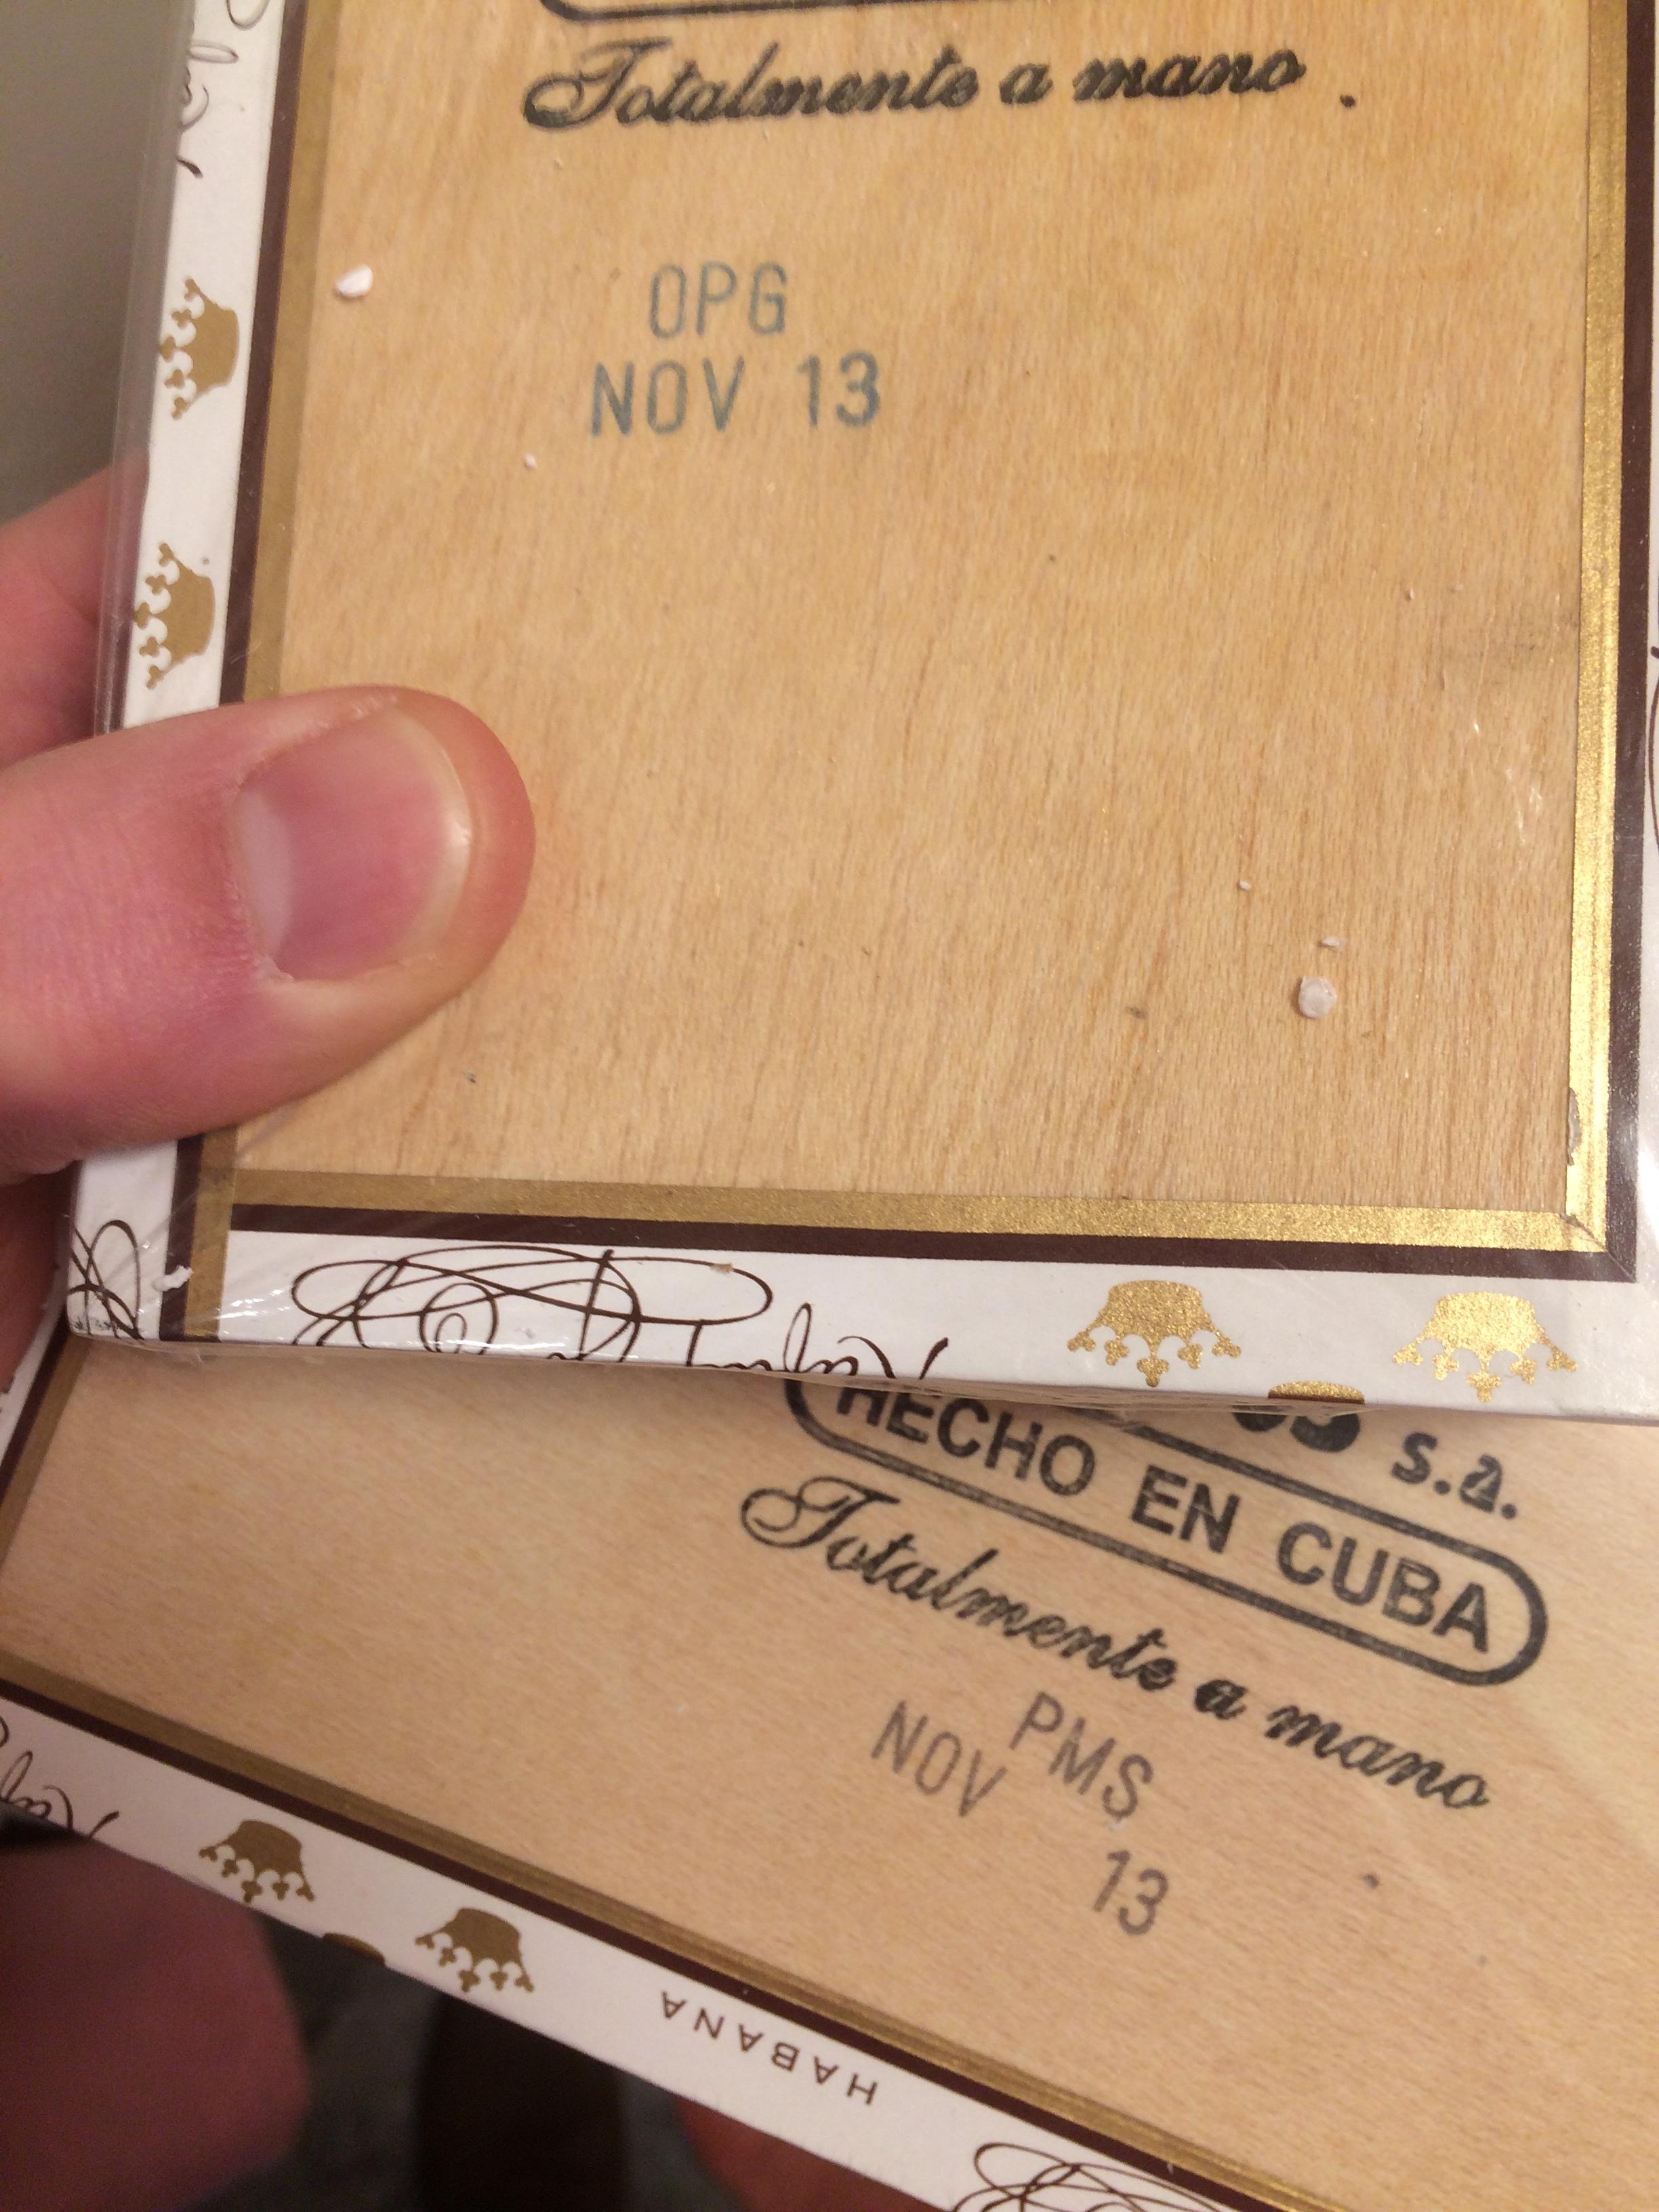 Totalmente a mano
OPG
NOV 13
s.a.
HECHO EN CUBA
Totalmente a mano
PMS
NOV 13
HABANA